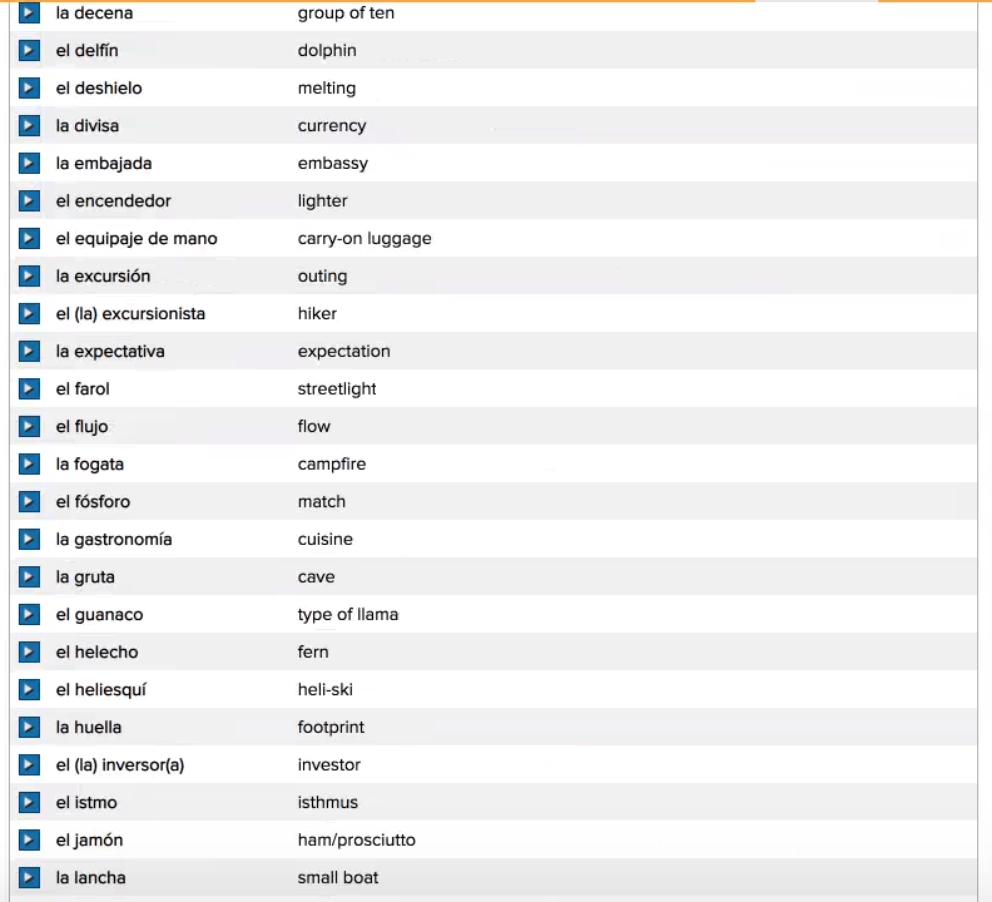 la decena group of ten
el delfín dolphin
el deshielo melting
la divisa currency
la embajada embassy
el encendedor lighter
el equipaje de mano carry-on luggage
la excursión outing
el (la) excursionista hiker
la expectativa expectation
el farol streetlight
el flujo flow
la fogata campfire
el fósforo match
la gastronomía cuisine
la gruta cave
el guanaco type of llama
el helecho fern
el heliesquí heli-ski
la huella footprint
el (la) inversor(a) investor
el istmo isthmus
el jamón ham/prosciutto
la lancha small boat